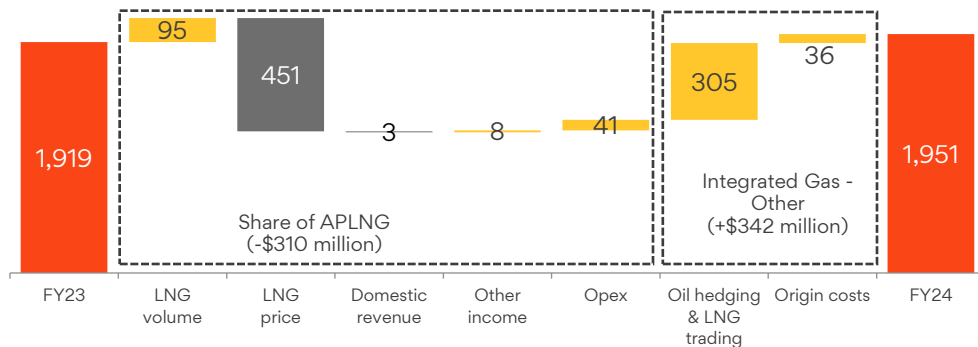 95
451
1,919
3
8
41
305
36
1,951
Share of APLNG
(-$310 million)
Integrated Gas -
Other
(+$342 million)
FY23
LNG
volume
LNG
price
Domestic
revenue
Other
income
Opex
Oil hedging
& LNG
trading
Origin costs
FY24